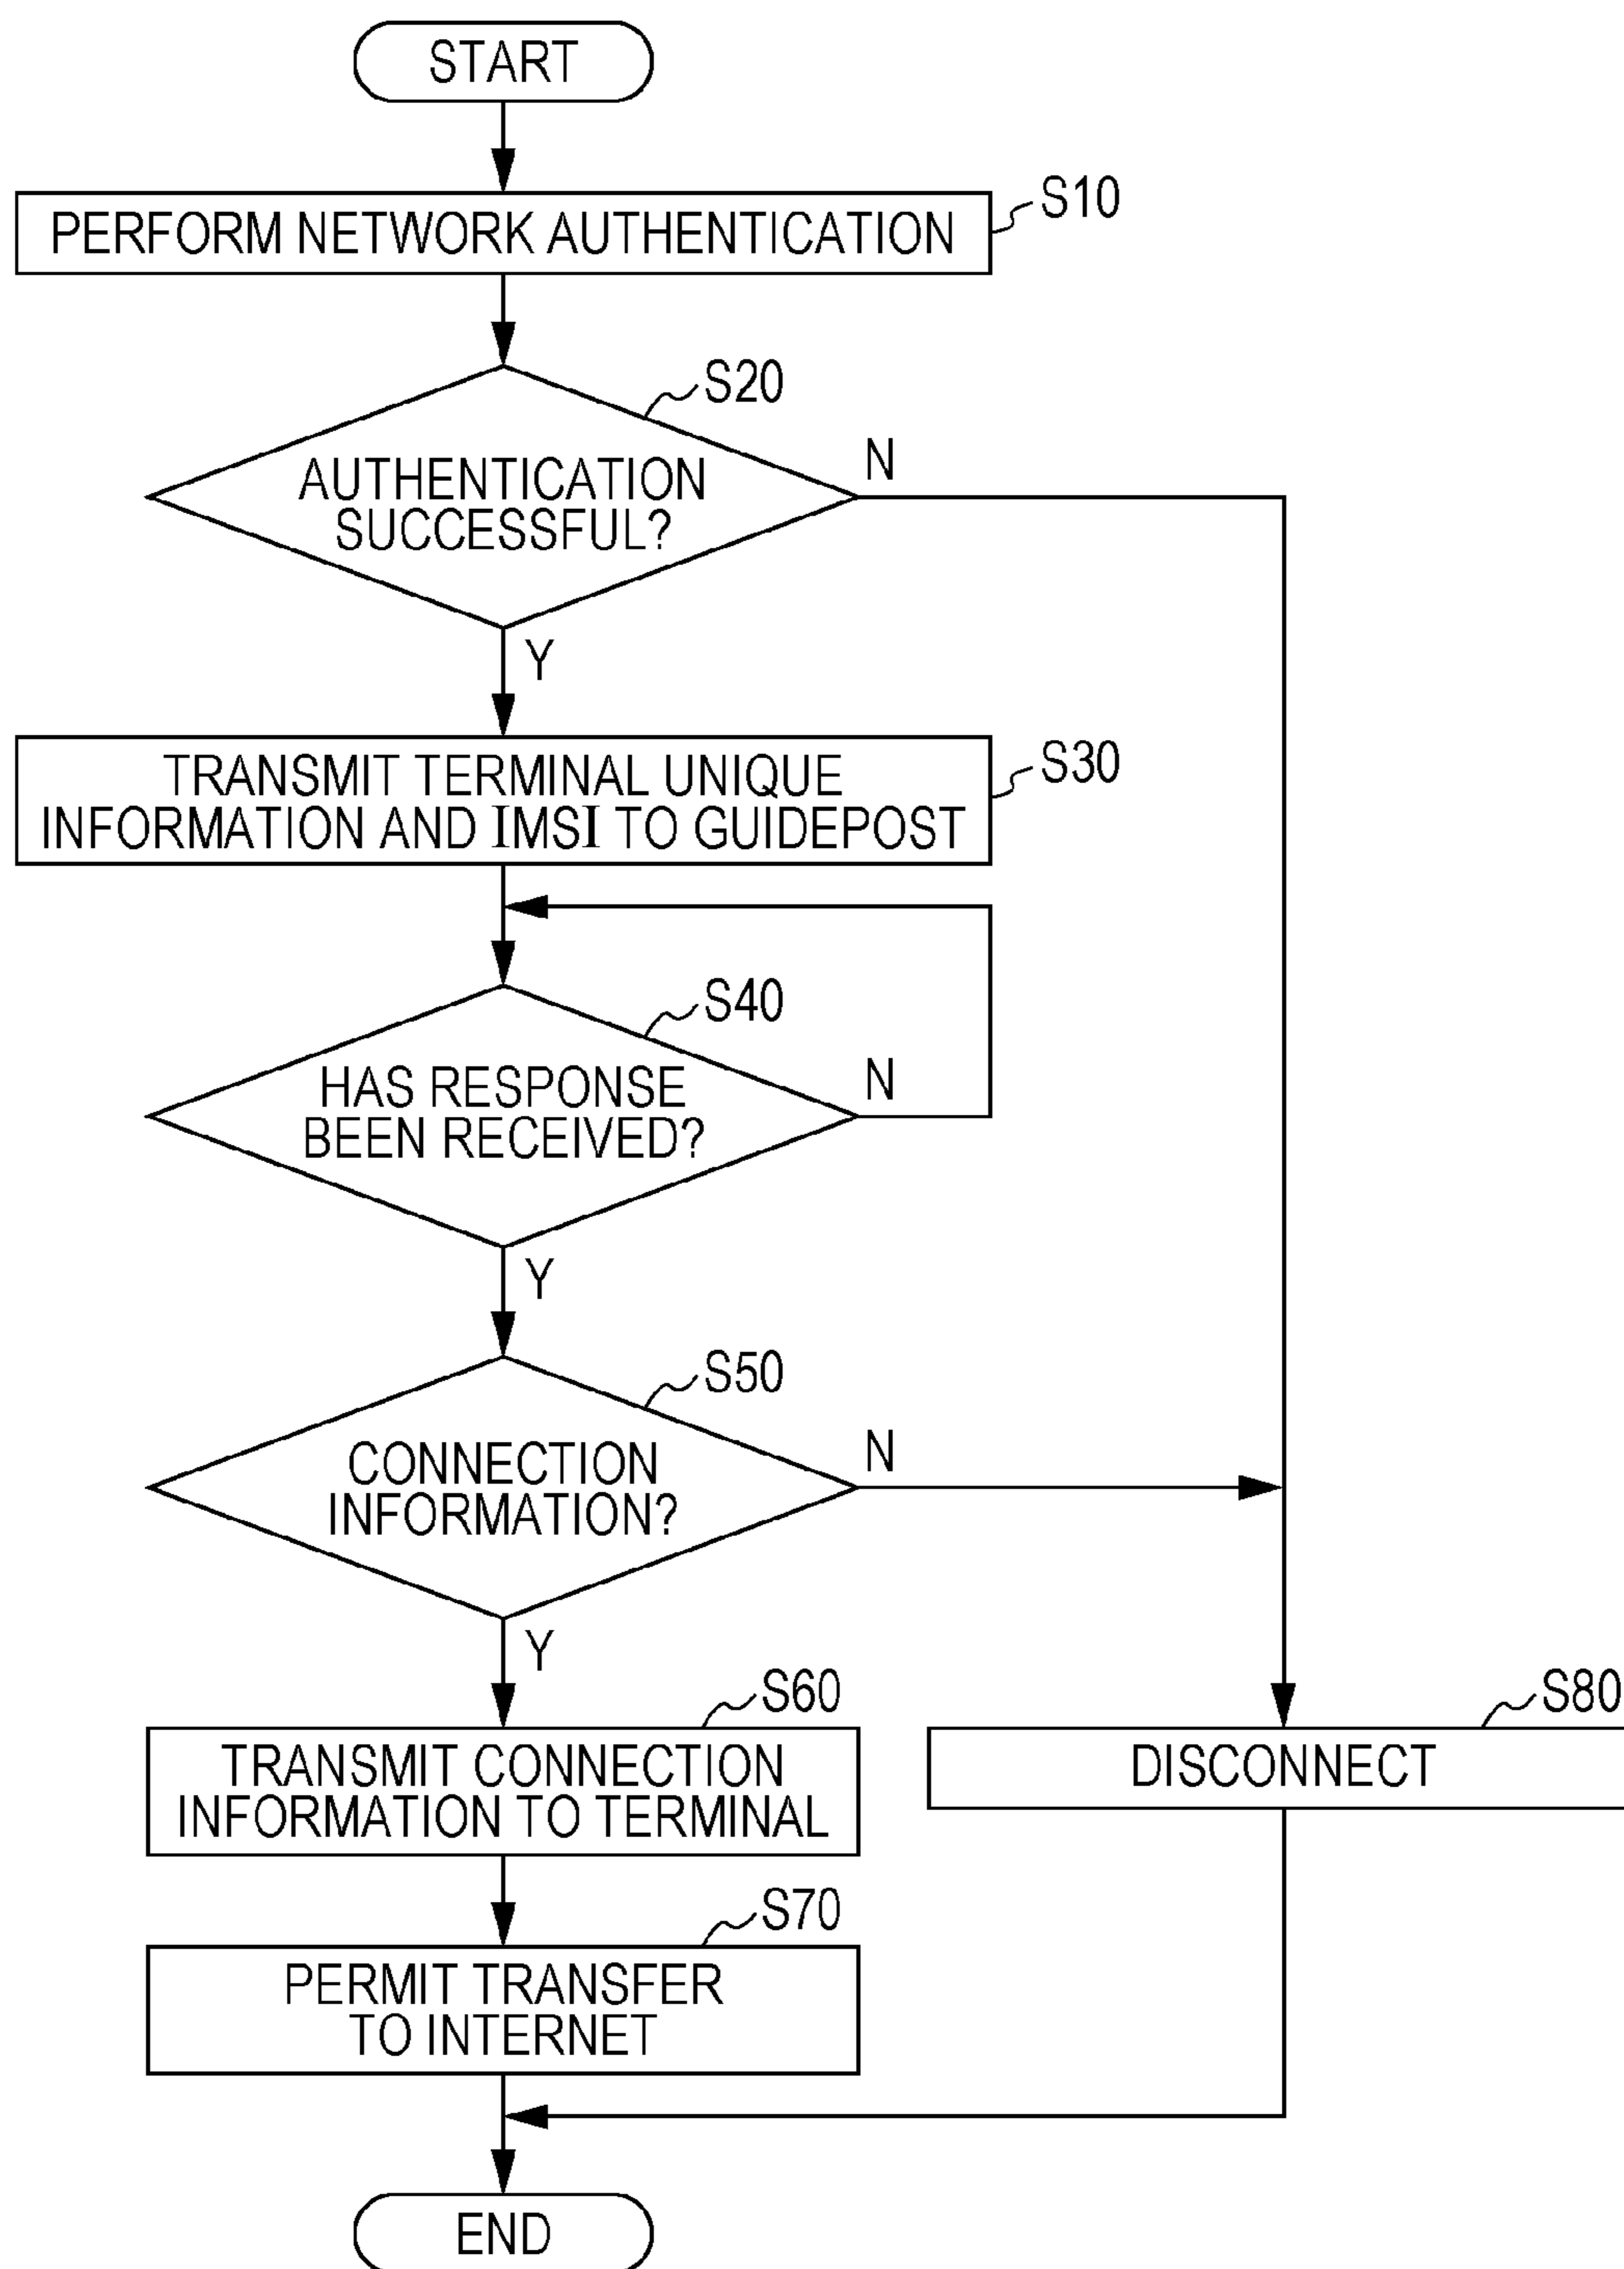 START
PERFORM NETWORK AUTHENTICATION
S10
S20
AUTHENTICATION
SUCCESSFUL?
N
Y
TRANSMIT TERMINAL UNIQUE
INFORMATION AND IMSI TO GUIDEPOST
S30
S40
HAS RESPONSE
BEEN RECEIVED?
N
Y
S50
CONNECTION
INFORMATION?
N
Y
S60
TRANSMIT CONNECTION
INFORMATION TO TERMINAL
S80
DISCONNECT
S70
PERMIT TRANSFER
TO INTERNET
END